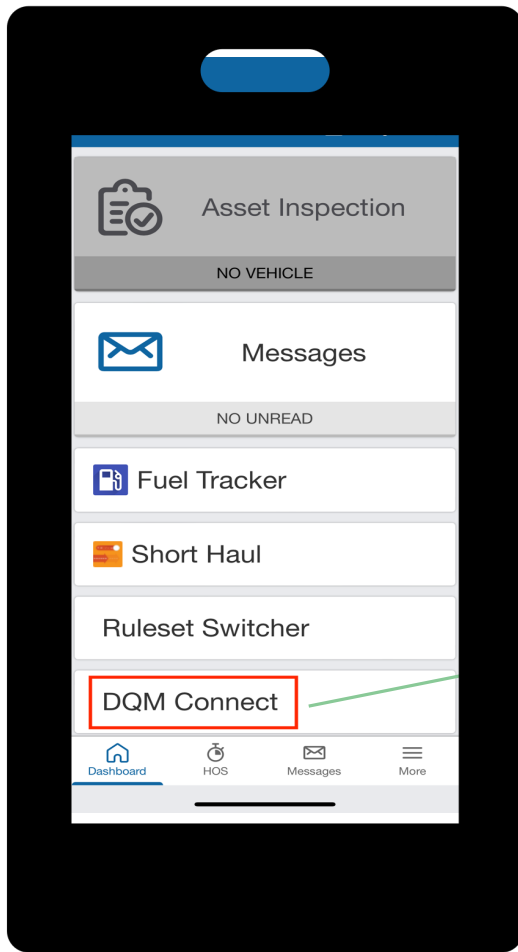 Asset Inspection
NO VEHICLE
Messages
NO UNREAD
Fuel Tracker
Short Haul
Ruleset Switcher
DQM Connect
Dashboard HOS Messages More